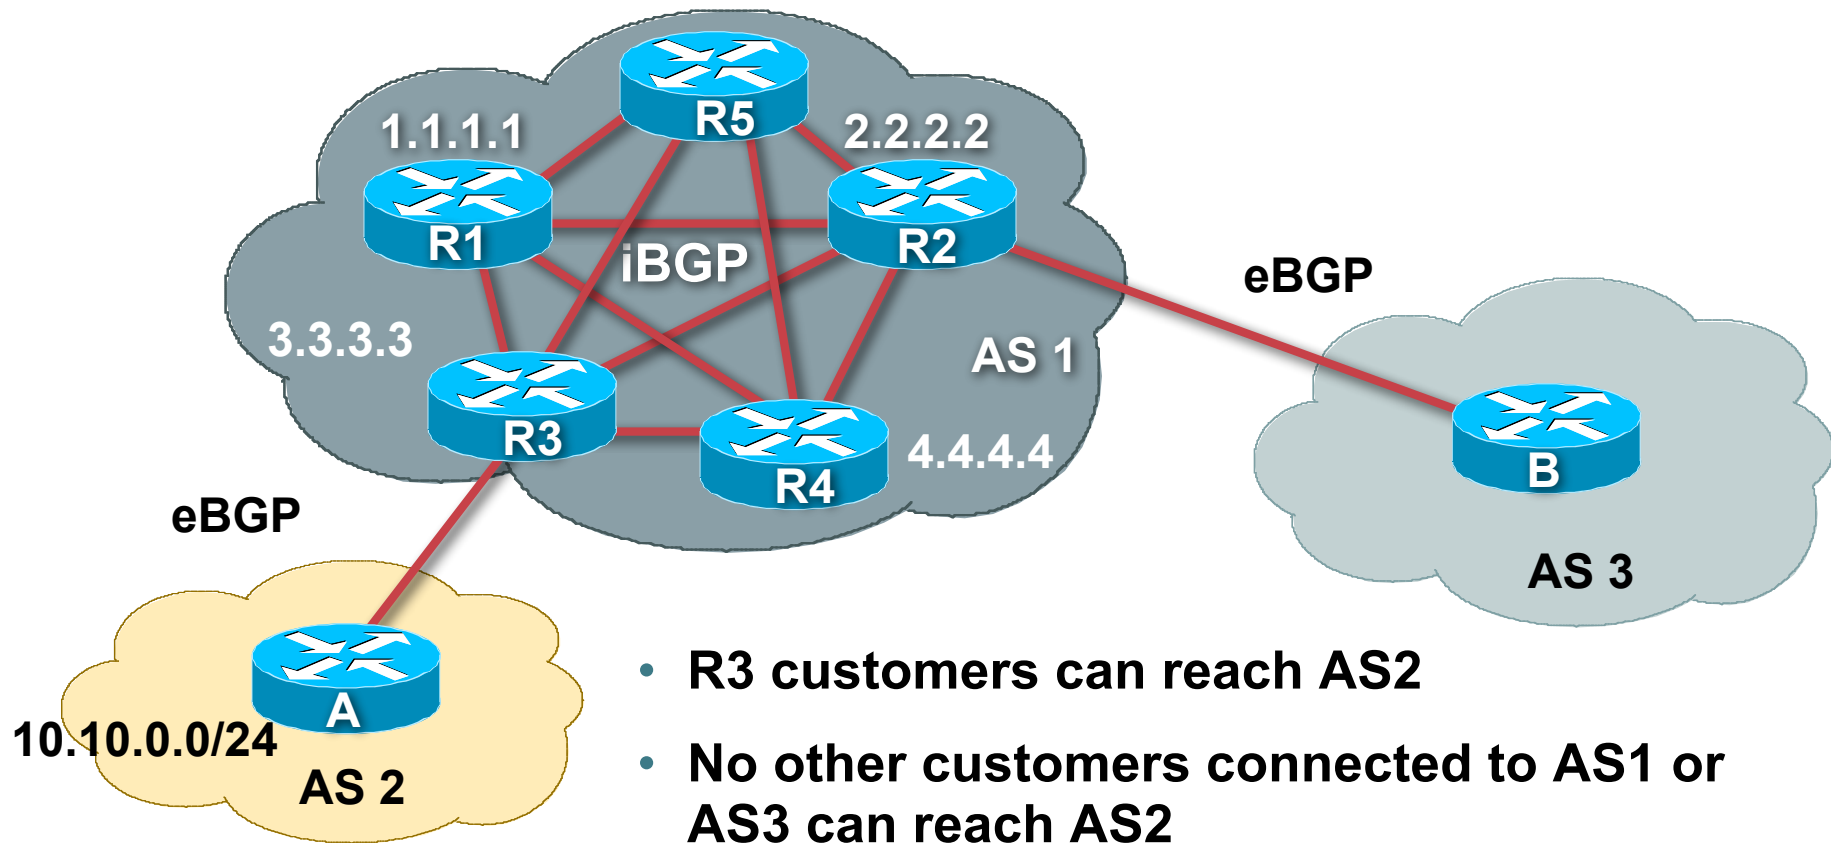 R5
1.1.1.1
2.2.2.2
R1
iBGP
R2
eBGP
3.3.3.3
AS 1
R3
4.4.4.4
R4
B
eBGP
AS 3
A
10.10.0.0/24
AS 2
• R3 customers can reach AS2
• No other customers connected to AS1 or
AS3 can reach AS2